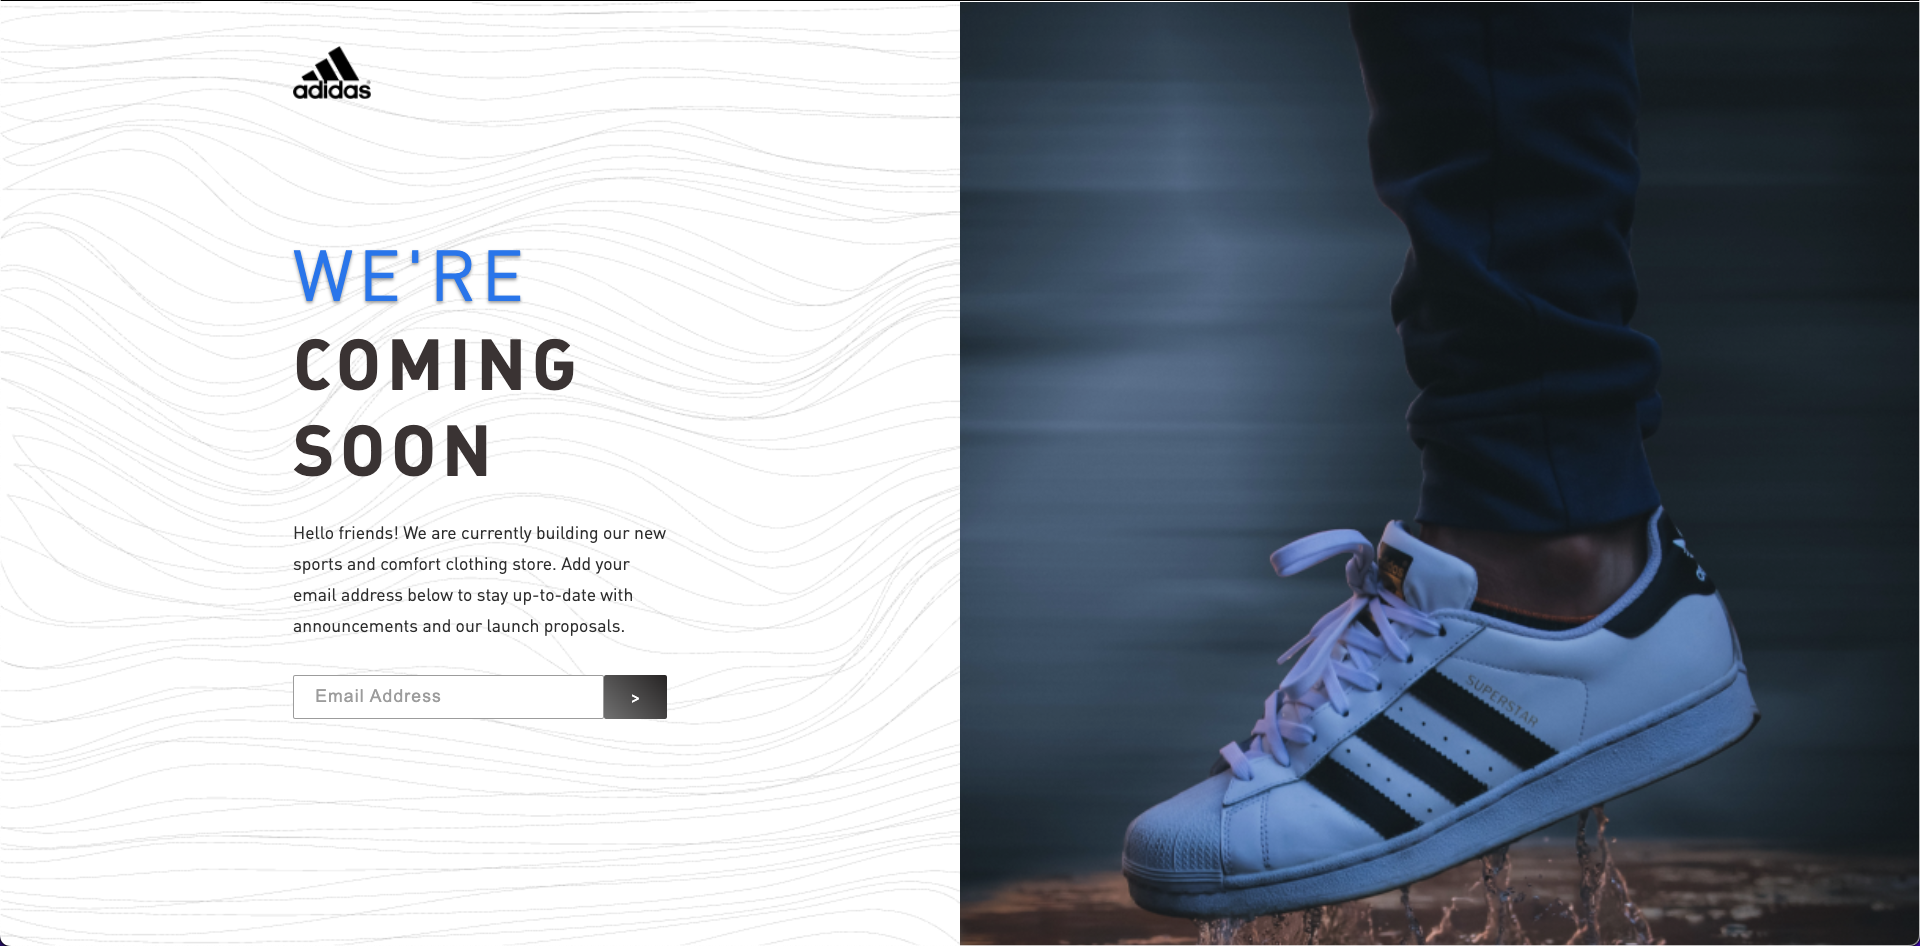 adidas
WE'RE
COMING
SOON
Hello friends! We are currently building our new
sports and comfort clothing store. Add your
email address below to stay up-to-date with
announcements and our launch proposals.
Email Address
>
SUPERSTAR